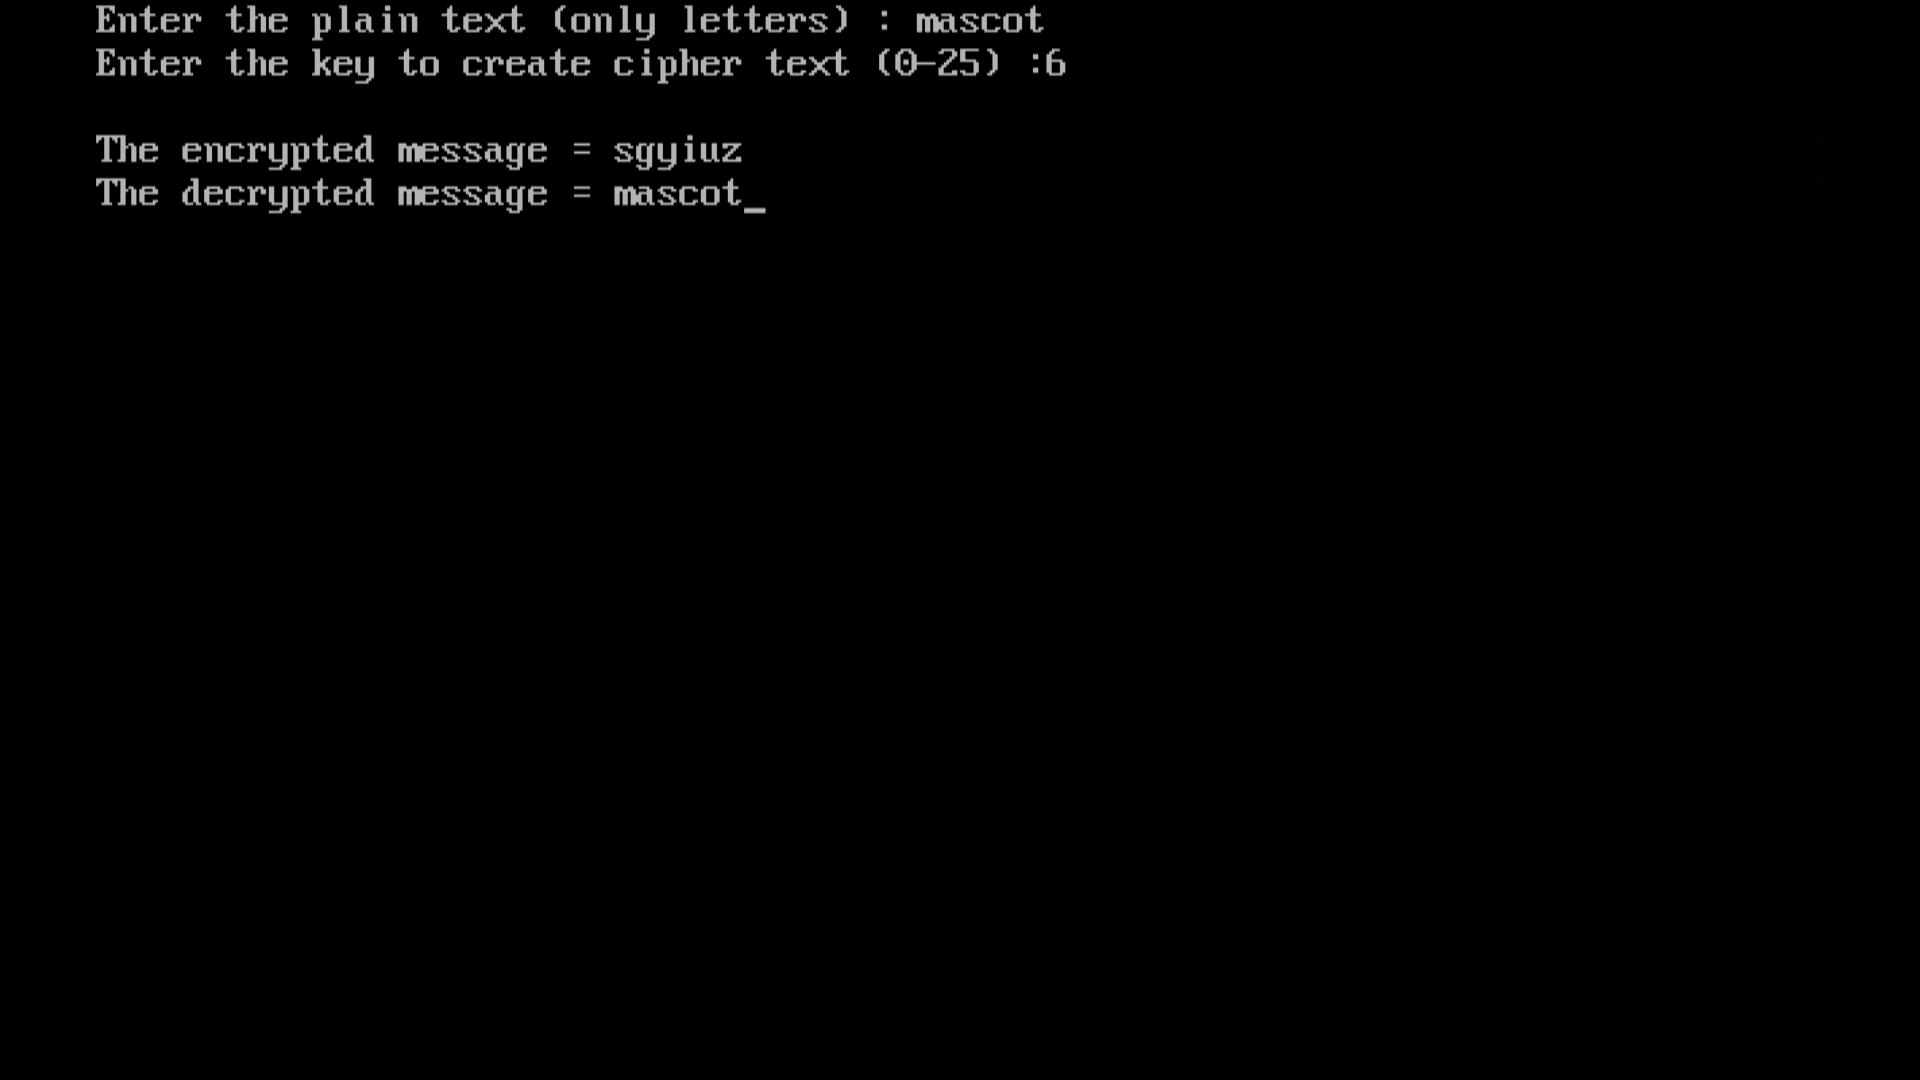 Enter the plain text (only letters) : mascot
Enter the key to create cipher text (0-25) :6
The encrypted message = sgyiuz
The decrypted message = mascot_